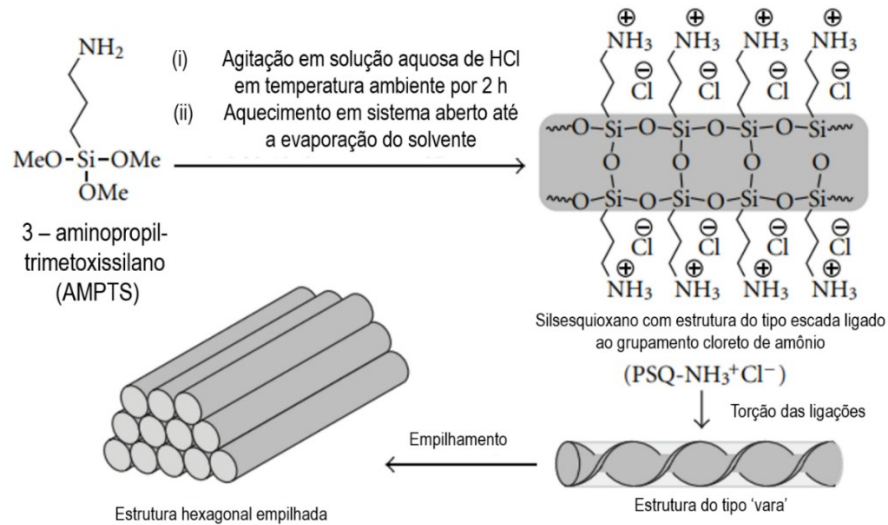 NH₂
MeO-Si-OMe
OMe
3 – aminopropil-
trimetoxissilano
(AMPTS)
(i) Agitação em solução aquosa de HCl
em temperatura ambiente por 2 h
(ii) Aquecimento em sistema aberto até
a evaporação do solvente
⊕ ⊕ ⊕ ⊕
NH₃ NH₃ NH₃ NH₃
⊖ ⊖ ⊖ ⊖
Cl Cl Cl Cl
O-Si-O-Si-O-Si-O-Si
O O O O
O-Si-O-Si-O-Si-O-Si
⊖ ⊖ ⊖ ⊖
Cl Cl Cl Cl
⊕ ⊕ ⊕ ⊕
NH₃ NH₃ NH₃ NH₃
Silsesquioxano com estrutura do tipo escada ligado
ao grupamento cloreto de amônio
(PSQ-NH₃⁺Cl⁻)
Torção das ligações
Estrutura do tipo ‘vara’
Empilhamento
Estrutura hexagonal empilhada